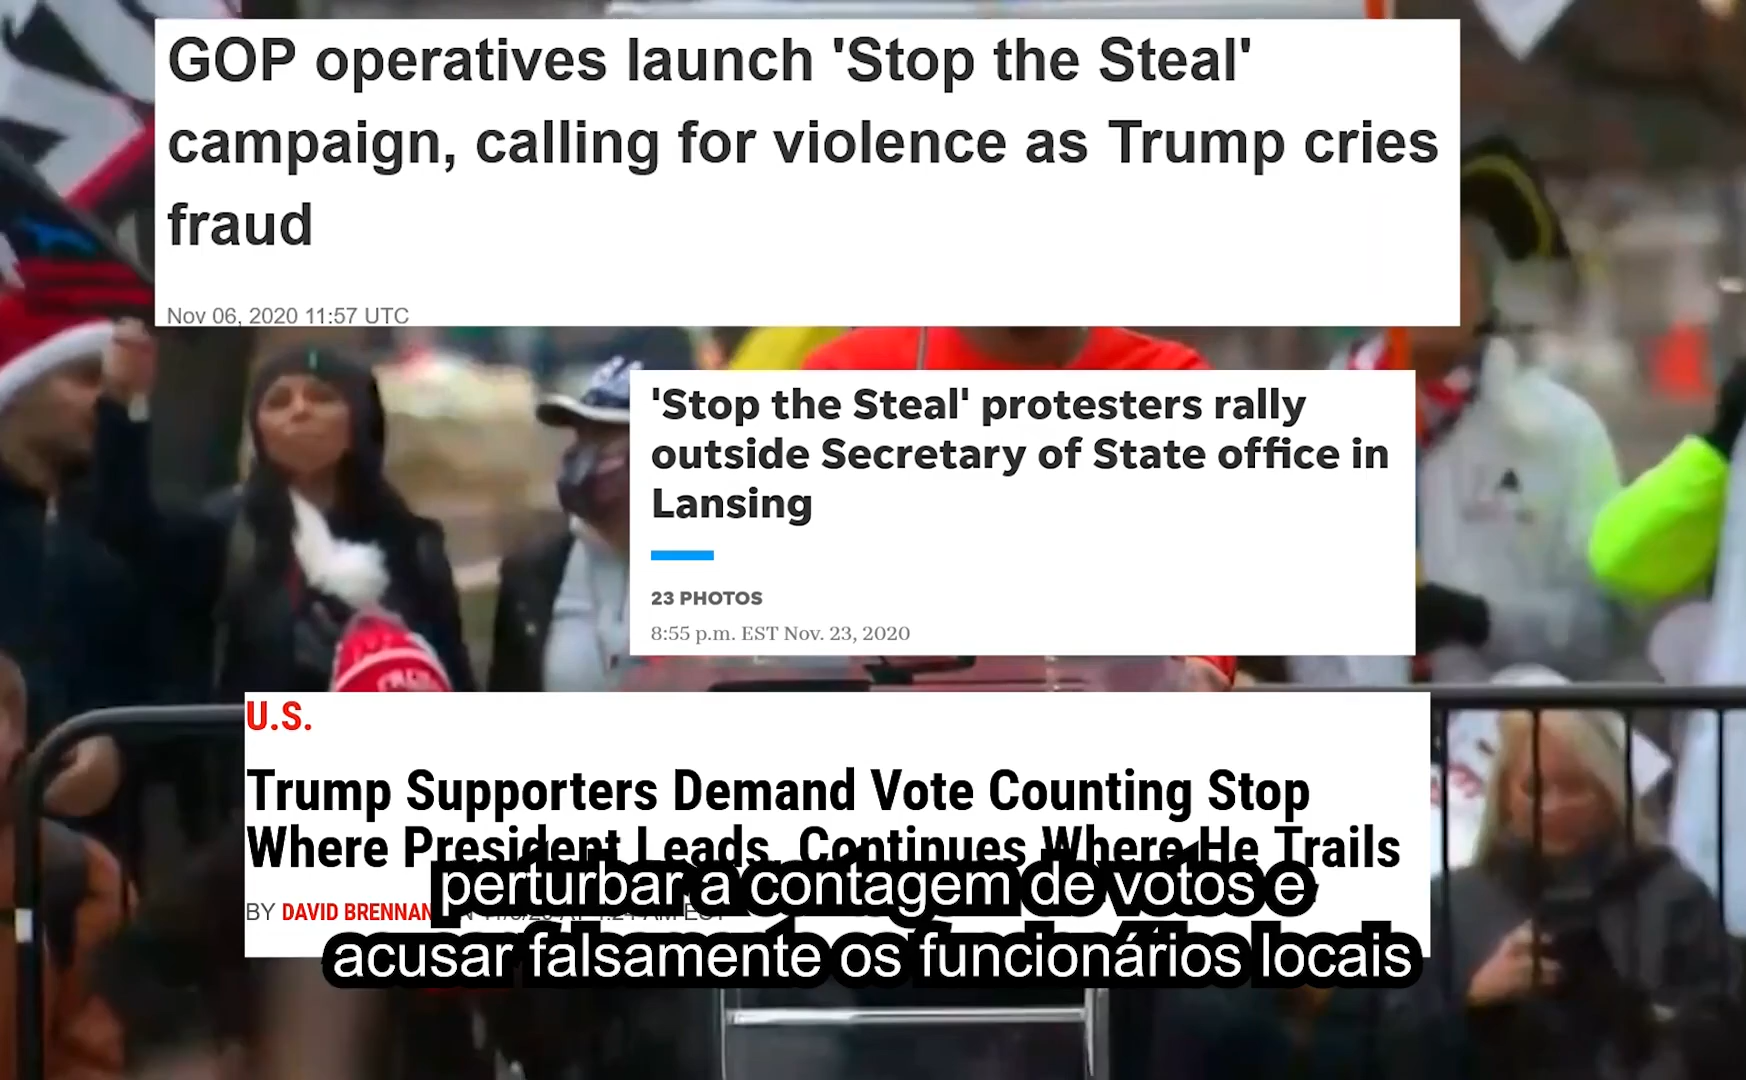 GOP operatives launch 'Stop the Steal'
campaign, calling for violence as Trump cries
fraud
Nov 06, 2020 11:57 UTC
'Stop the Steal' protesters rally
outside Secretary of State office in
Lansing
23 PHOTOS
8:55 p.m. EST Nov. 23, 2020
U.S.
Trump Supporters Demand Vote Counting Stop
Where President Leads, Continues Where He Trails
BY DAVID BRENNAN
perturbar a contagem de votos e
acusar falsamente os funcionários locais